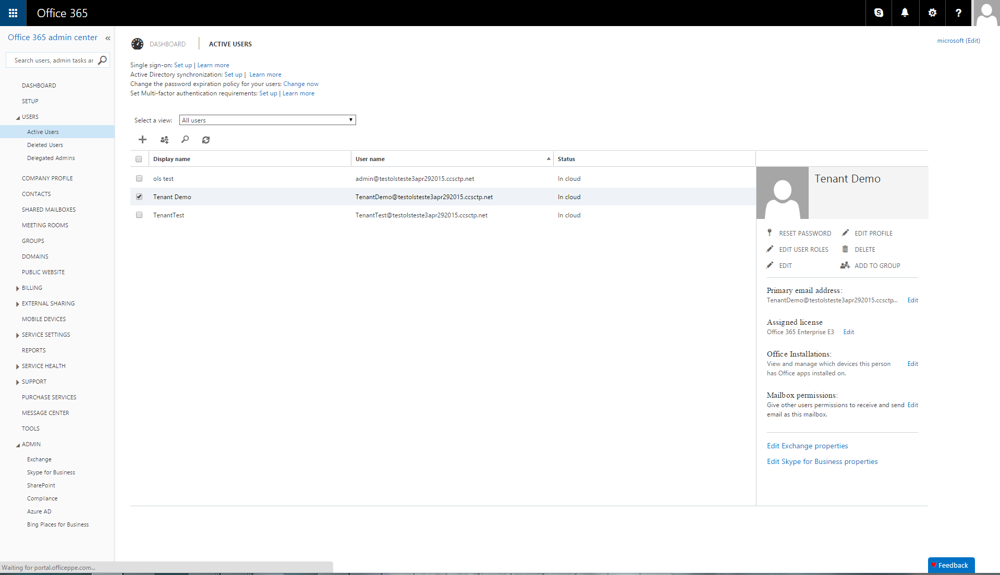 Office 365
Office 365 admin center «
Search users, admin tasks ar
DASHBOARD
SETUP
USERS
Active Users
Deleted Users
Delegated Admins
COMPANY PROFILE
CONTACTS
SHARED MAILBOXES
MEETING ROOMS
GROUPS
DOMAINS
PUBLIC WEBSITE
BILLING
EXTERNAL SHARING
MOBILE DEVICES
SERVICE SETTINGS
REPORTS
SERVICE HEALTH
SUPPORT
PURCHASE SERVICES
MESSAGE CENTER
TOOLS
ADMIN
Exchange
Skype for Business
SharePoint
Compliance
Azure AD
Bing Places for Business
Waiting for portal.officeppe.com...
DASHBOARD | ACTIVE USERS
microsoft (Edit)
Single sign-on: Set up | Learn more
Active Directory synchronization: Set up | Learn more
Change the password expiration policy for your users: Change now
Set Multi-factor authentication requirements: Set up | Learn more
Select a view: All users
Display name User name Status
ols test admin@testolsteste3apr292015.ccsctp.net In cloud
Tenant Demo TenantDemo@testolsteste3apr292015.ccsctp.net In cloud
TenantTest TenantTest@testolsteste3apr292015.ccsctp.net In cloud
Tenant Demo
RESET PASSWORD EDIT PROFILE
EDIT USER ROLES DELETE
EDIT ADD TO GROUP
Primary email address:
TenantDemo@testolsteste3apr292015.ccsctp... Edit
Assigned license
Office 365 Enterprise E3 Edit
Office Installations:
View and manage which devices this person Edit
has Office apps installed on.
Mailbox permissions:
Give other users permissions to receive and send Edit
email as this mailbox.
Edit Exchange properties
Edit Skype for Business properties
Feedback